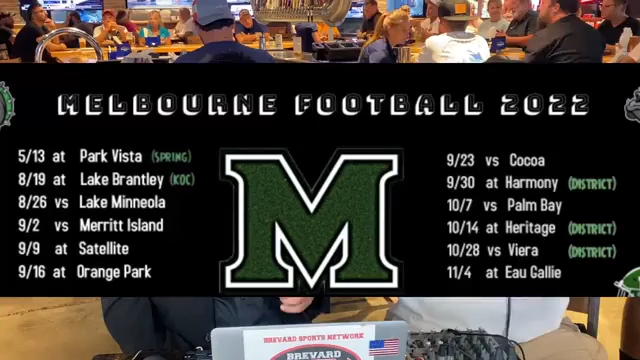 MELBOURNE FOOTBALL 2022
5/13 at Park Vista (SPRING)
8/19 at Lake Brantley (KOC)
8/26 vs Lake Minneola
9/2 vs Merritt Island
9/9 at Satellite
9/16 at Orange Park
M
9/23 vs Cocoa
9/30 at Harmony (DISTRICT)
10/7 vs Palm Bay
10/14 at Heritage (DISTRICT)
10/28 vs Viera (DISTRICT)
11/4 at Eau Gallie
BREVARD SPORTS NETWORK
BREVARD